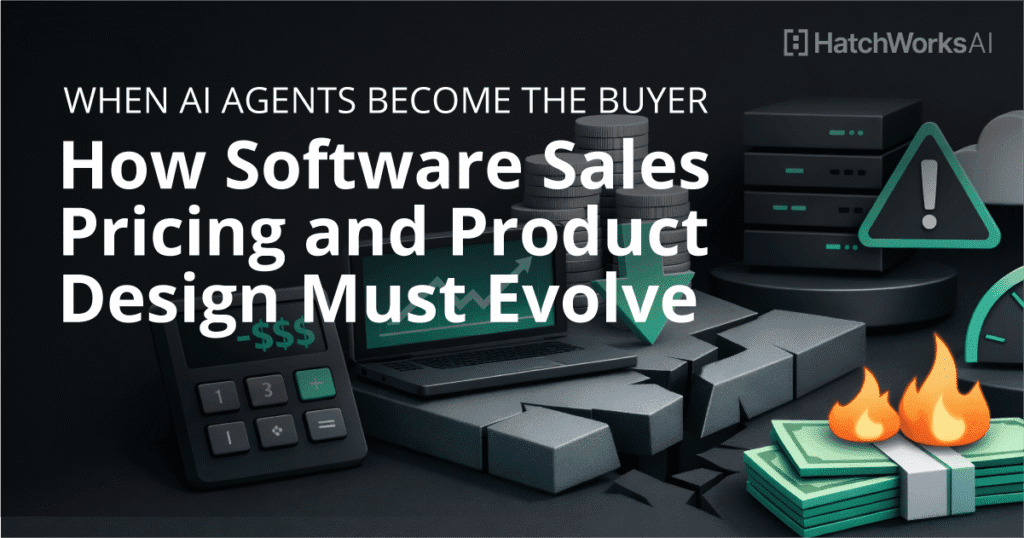 HatchWorksAI
WHEN AI AGENTS BECOME THE BUYER
How Software Sales
Pricing and Product
Design Must Evolve
-$$$
1 3 +
=